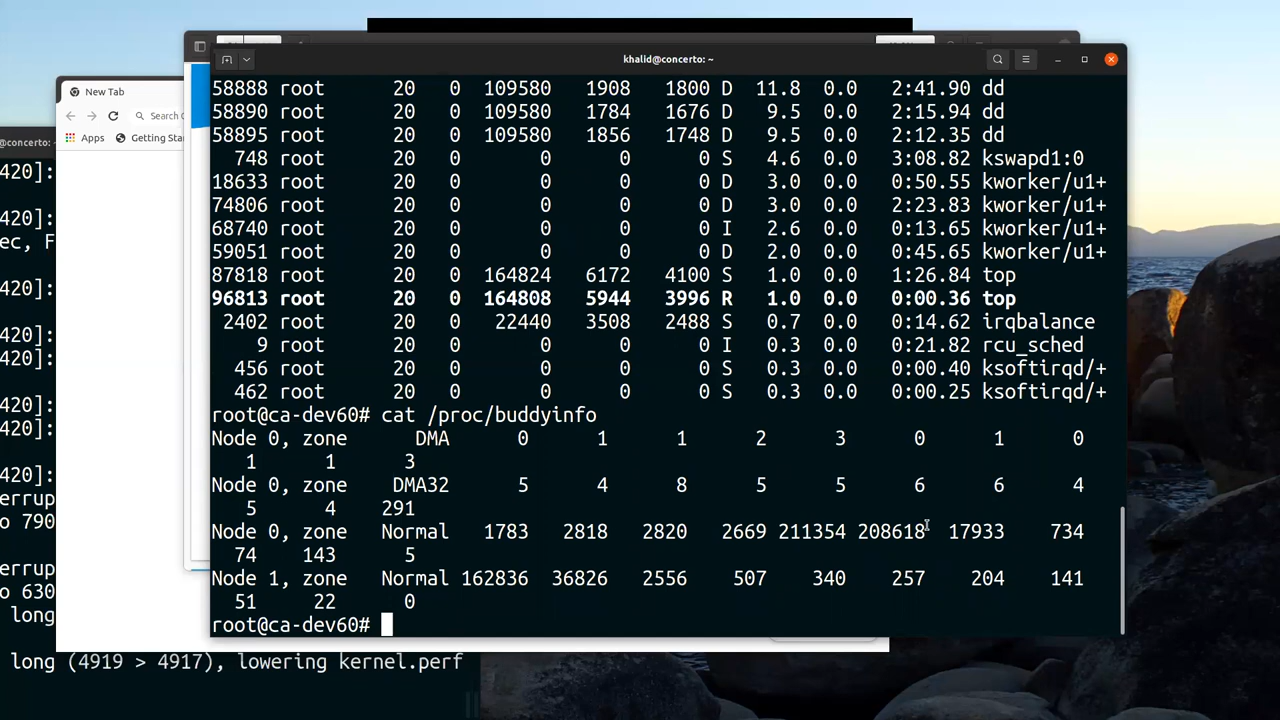 khalid@concerto: ~
58888 root 20 0 109580 1908 1800 D 11.8 0.0 2:41.90 dd
58890 root 20 0 109580 1784 1676 D 9.5 0.0 2:15.94 dd
58895 root 20 0 109580 1856 1748 D 9.5 0.0 2:12.35 dd
748 root 20 0 0 0 0 S 4.6 0.0 3:08.82 kswapd1:0
18633 root 20 0 0 0 0 D 3.0 0.0 0:50.55 kworker/u1+
74806 root 20 0 0 0 0 D 3.0 0.0 2:23.83 kworker/u1+
68740 root 20 0 0 0 0 I 2.6 0.0 0:13.65 kworker/u1+
59051 root 20 0 0 0 0 D 2.0 0.0 0:45.65 kworker/u1+
87818 root 20 0 164824 6172 4100 S 1.0 0.0 1:26.84 top
96813 root 20 0 164808 5944 3996 R 1.0 0.0 0:00.36 top
2402 root 20 0 22440 3508 2488 S 0.7 0.0 0:14.62 irqbalance
9 root 20 0 0 0 0 I 0.3 0.0 0:21.82 rcu_sched
456 root 20 0 0 0 0 S 0.3 0.0 0:00.40 ksoftirqd/+
462 root 20 0 0 0 0 S 0.3 0.0 0:00.25 ksoftirqd/+
root@ca-dev60# cat /proc/buddyinfo
Node 0, zone DMA 0 1 1 2 3 0 1 0
1 1 3
Node 0, zone DMA32 5 4 8 5 5 6 6 4
5 4 291
Node 0, zone Normal 1783 2818 2820 2669 211354 208618 17933 734
74 143 5
Node 1, zone Normal 162836 36826 2556 507 340 257 204 141
51 22 0
root@ca-dev60#
New Tab
Search
Apps
Getting
@concerto:
420]:
420]:
ec, F
420]:
420]:
420]:
420]:
420]:
420]:
o 790
o 630
long
long (4919 > 4917), lowering kernel.perf